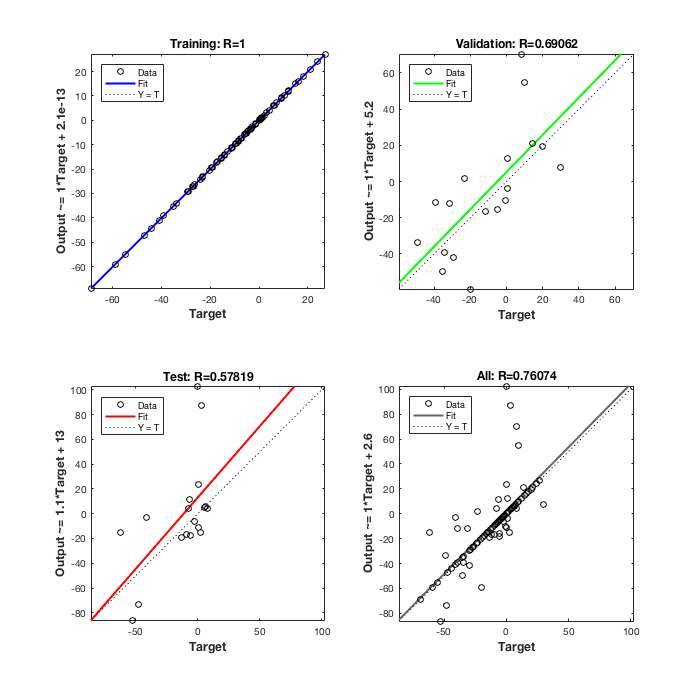 Training: R=1
Data
Fit
Y = T
20
10
0
-10
-20
-30
-40
-50
-60
-60
-40
-20
0
20
Target
Output ~= 1*Target + 2.1e-13
Validation: R=0.69062
Data
Fit
Y = T
60
40
20
0
-20
-40
-40
-20
0
20
40
60
Target
Output ~= 1*Target + 5.2
Test: R=0.57819
Data
Fit
Y = T
100
80
60
40
20
0
-20
-40
-60
-80
-50
0
50
100
Target
Output ~= 1.1*Target + 13
All: R=0.76074
Data
Fit
Y = T
100
80
60
40
20
0
-20
-40
-60
-80
-50
0
50
100
Target
Output ~= 1*Target + 2.6